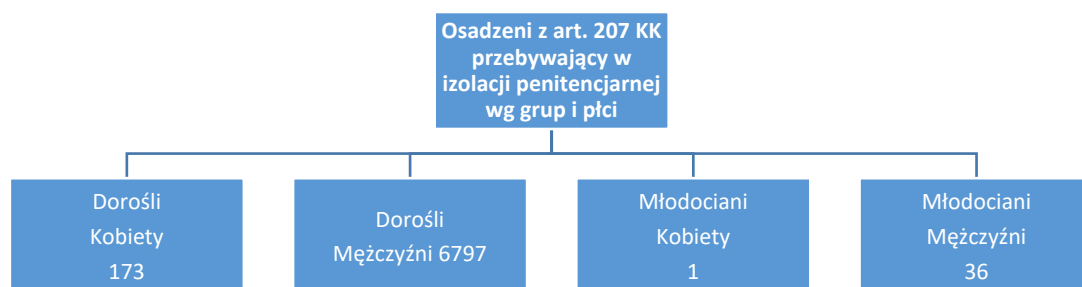 Osadzeni z art. 207 KK
przebywający w
izolacji penitencjarnej
wg grup i płci
Dorośli
Kobiety
173
Dorośli
Mężczyźni 6797
Młodociani
Kobiety
1
Młodociani
Mężczyźni
36